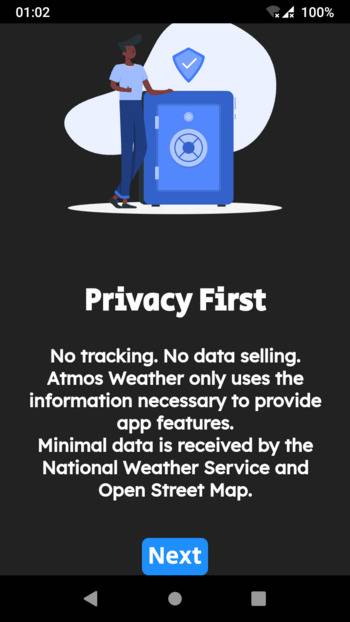 01:02
100%
Privacy First
No tracking. No data selling.
Atmos Weather only uses the
information necessary to provide
app features.
Minimal data is received by the
National Weather Service and
Open Street Map.
Next